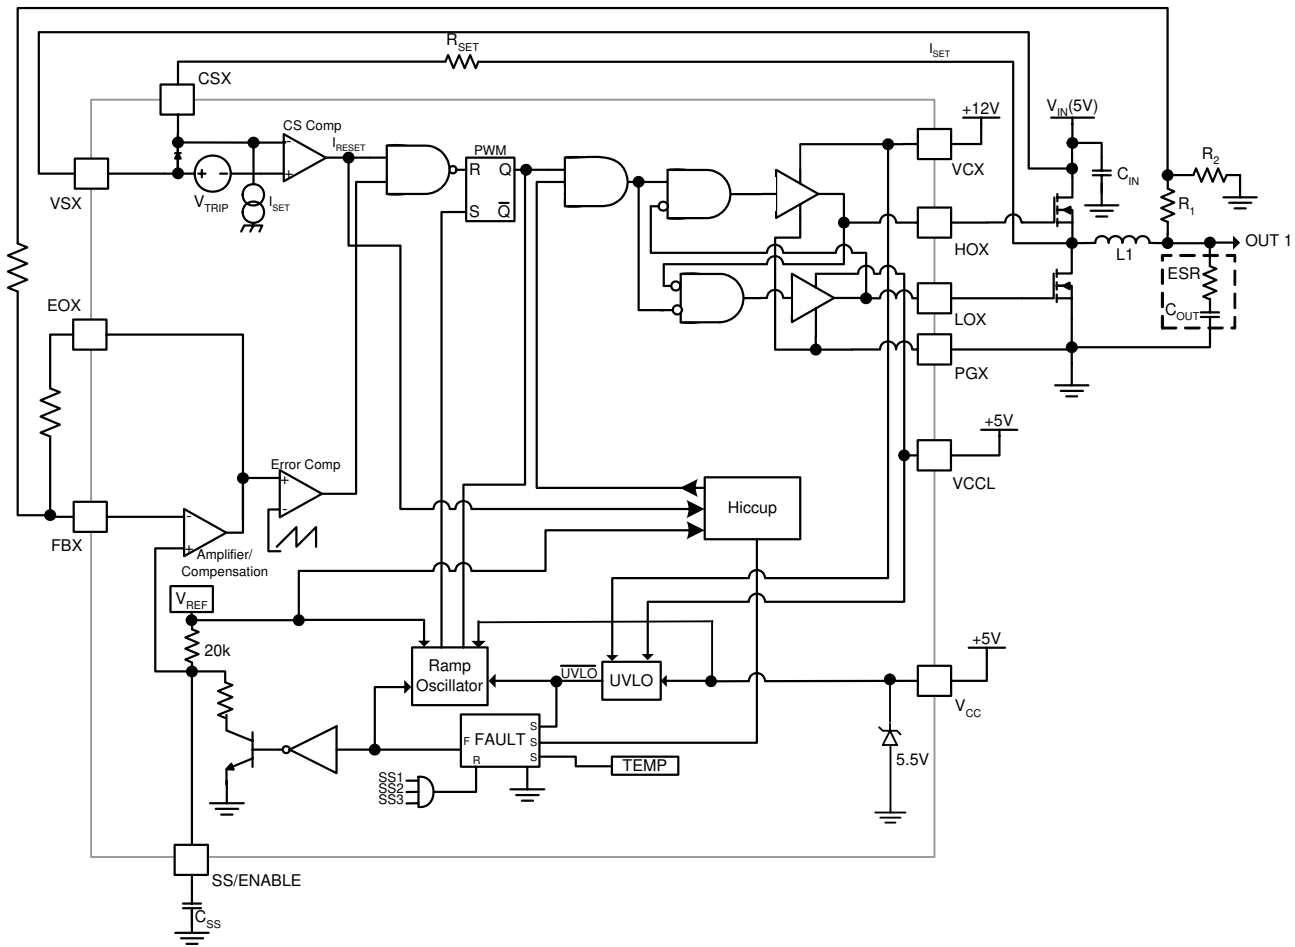 R_SET
I_SET
CSX
+12V
V_IN(5V)
CS Comp
I_RESET
PWM
VCX
R_2
C_IN
R
Q
-
+
+ -
VSX
V_TRIP
I_SET
S
Q̅
R_1
HOX
L1
OUT 1
ESR
EOX
LOX
C_OUT
PGX
+5V
Error Comp
+
-
VCCL
Hiccup
FBX
-
+
Amplifier/
Compensation
V_REF
20k
+5V
Ramp
Oscillator
U̅V̅L̅O̅
UVLO
V_CC
S
F
FAULT
S
S
R
TEMP
5.5V
SS1
SS2
SS3
SS/ENABLE
C_SS